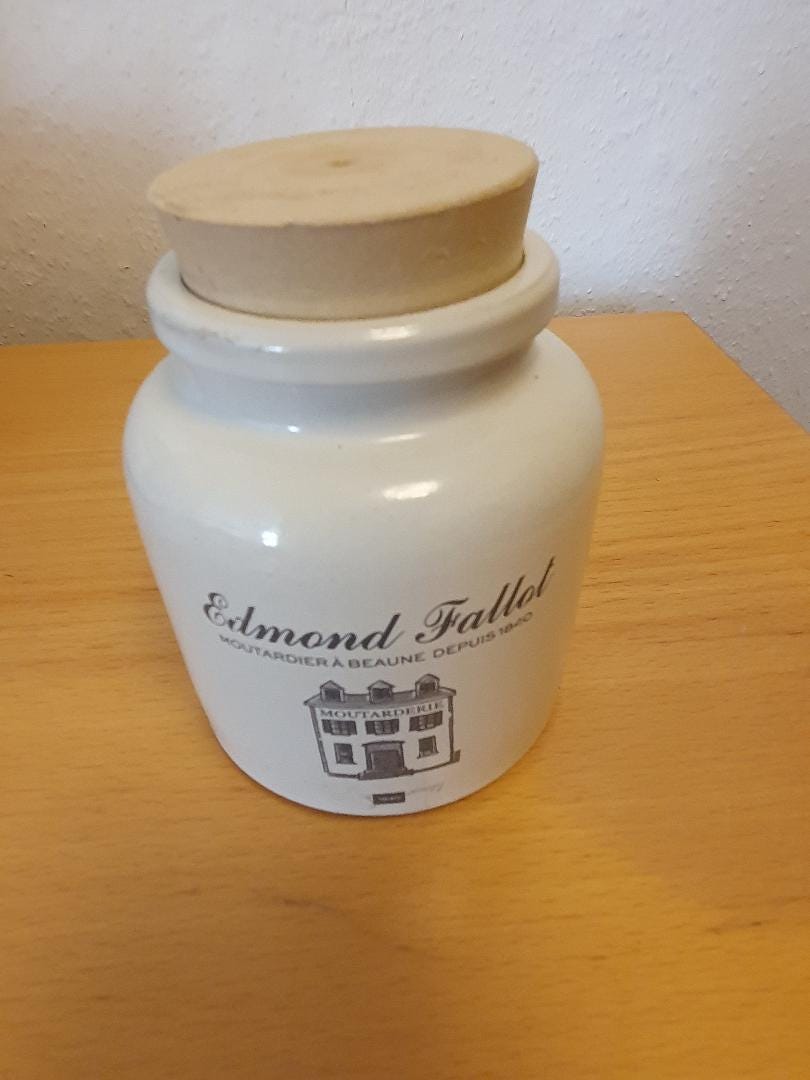 Edmond Fallot
MOUTARDIER À BEAUNE DEPUIS 1840
MOUTARDERIE